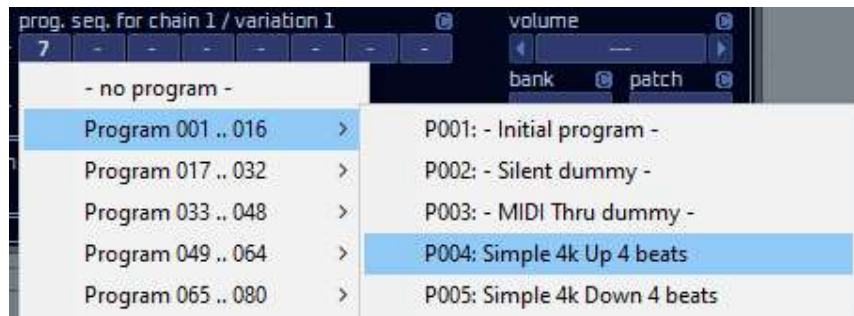 prog. seq. for chain 1 / variation 1 C volume C
7 - - - - - - - ---
bank C patch C
- no program -
Program 001 .. 016 >
Program 017 .. 032 >
Program 033 .. 048 >
Program 049 .. 064 >
Program 065 .. 080 >
P001: - Initial program -
P002: - Silent dummy -
P003: - MIDI Thru dummy -
P004: Simple 4k Up 4 beats
P005: Simple 4k Down 4 beats